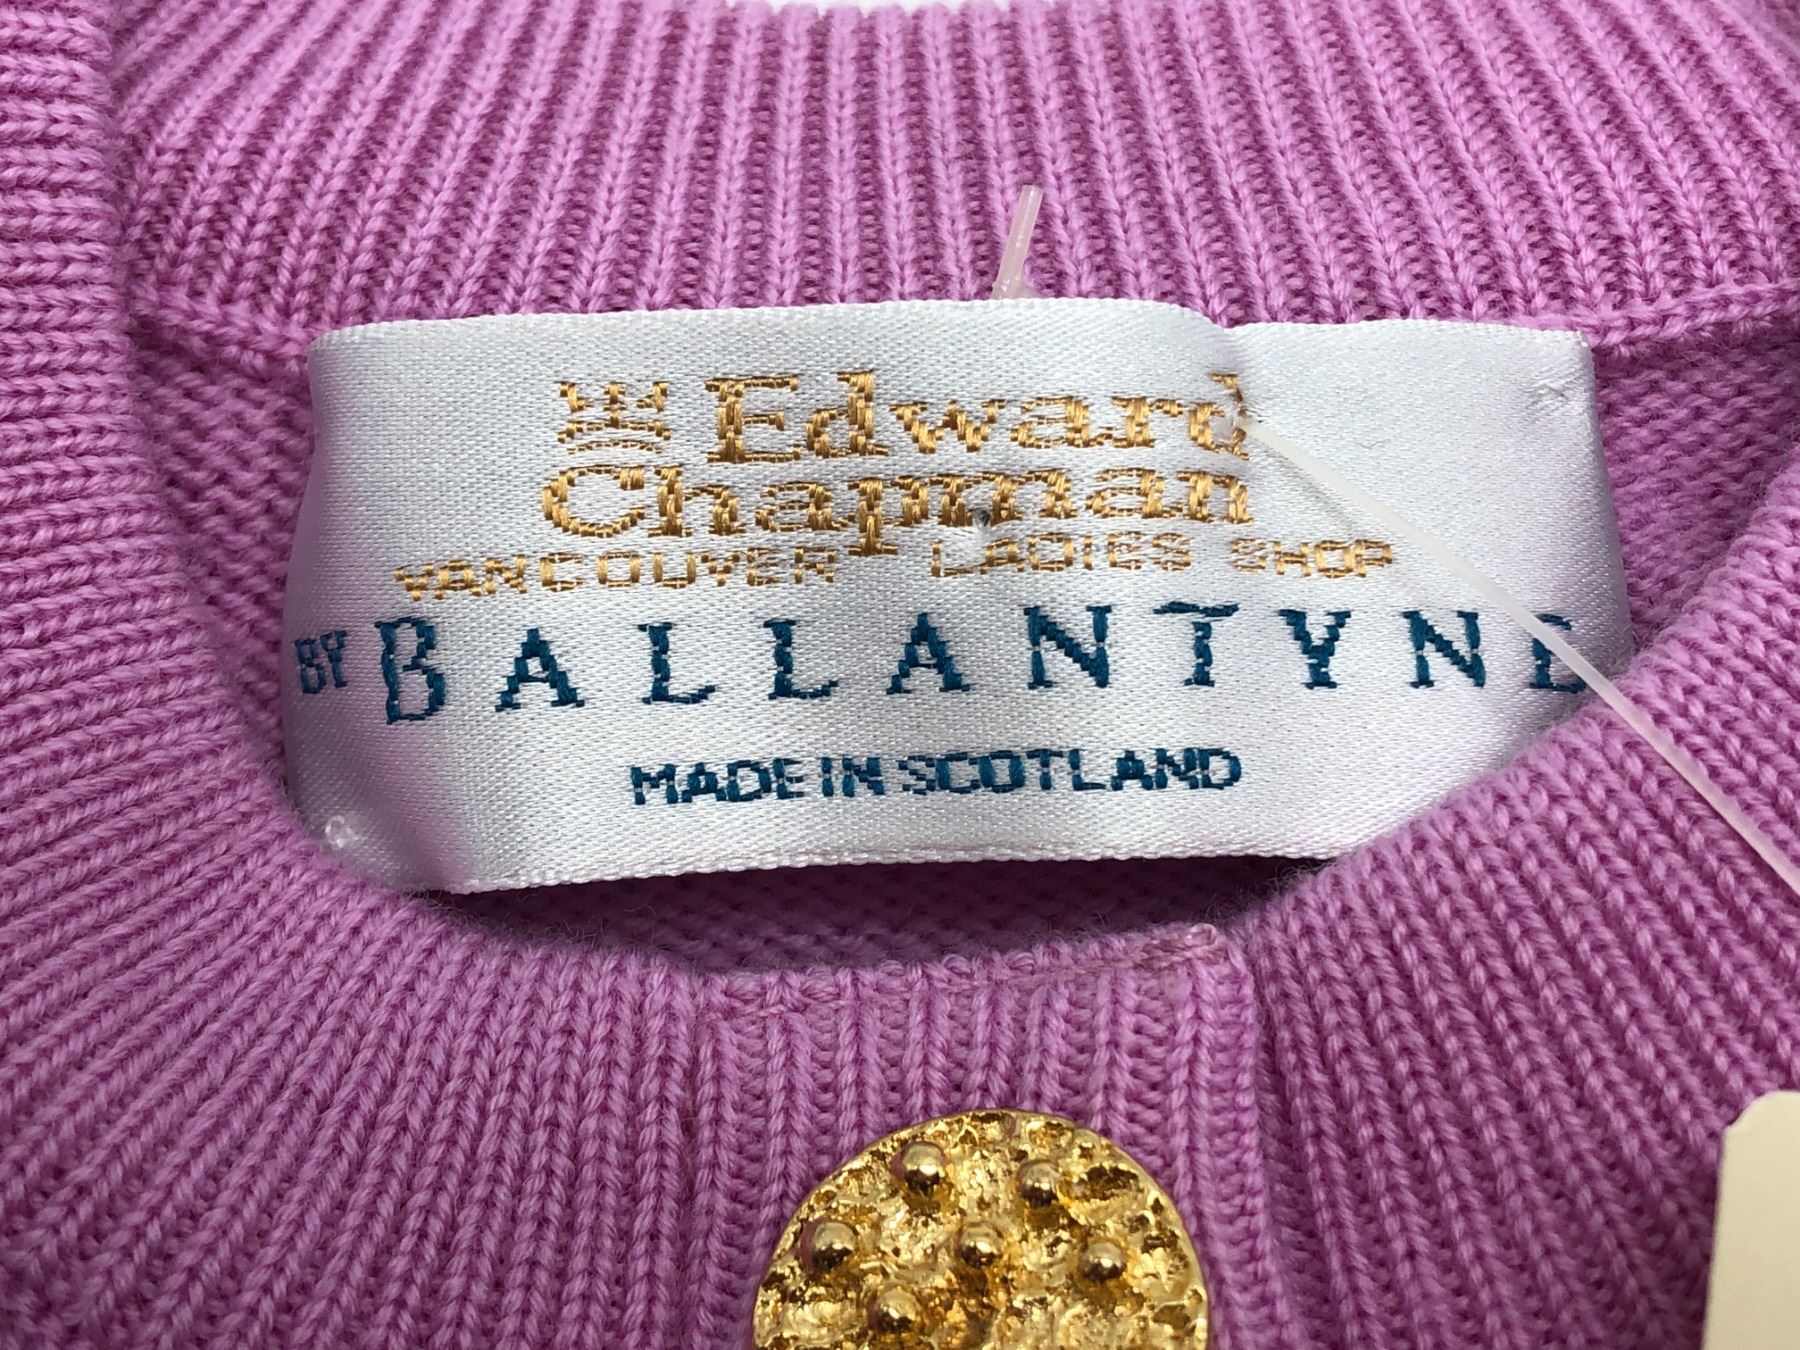 Edward
Chapman
VANCOUVER LADIES SHOP
BY BALLANTYNE
MADE IN SCOTLAND